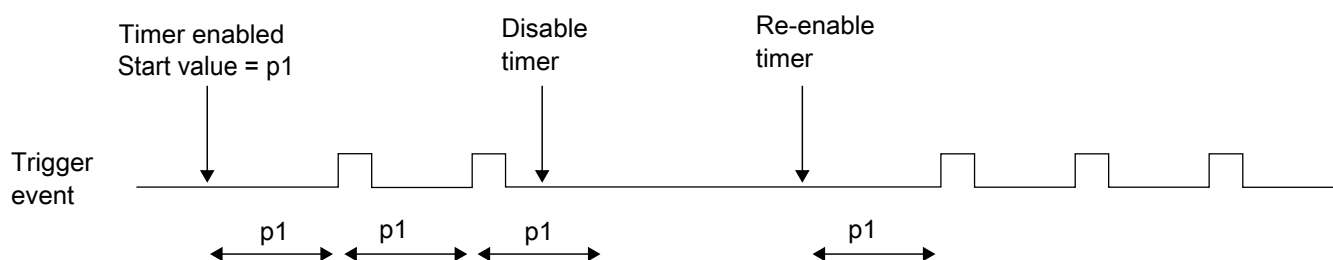 Timer enabled
Start value = p1
Disable
timer
Re-enable
timer
Trigger
event
p1
p1
p1
p1